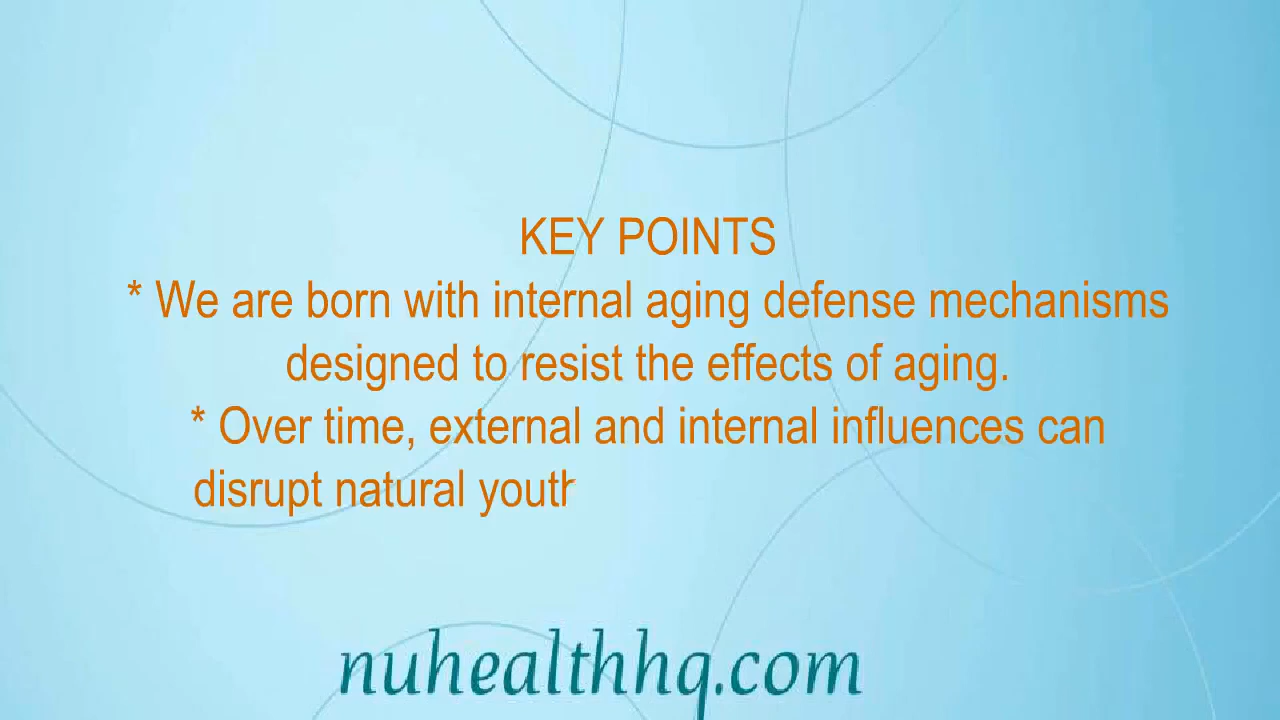 KEY POINTS
* We are born with internal aging defense mechanisms
designed to resist the effects of aging.
* Over time, external and internal influences can
disrupt natural youth
nuhealthhq.com